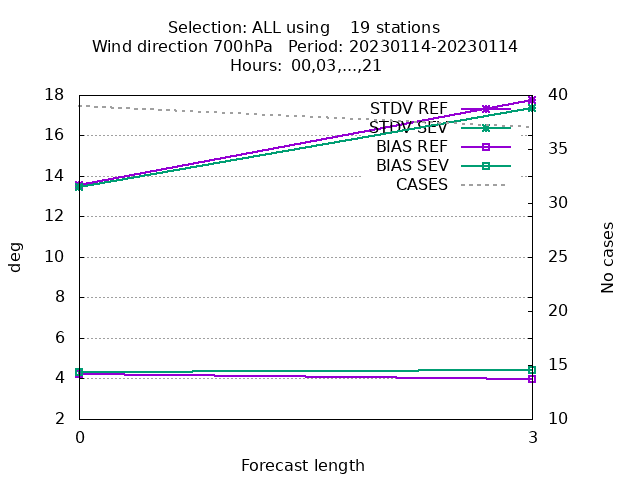 Selection: ALL using    19 stations
Wind direction 700hPa   Period: 20230114-20230114
Hours:  00,03,...,21
18
16
14
12
10
8
6
4
2
40
35
30
25
20
15
10
STDV REF
STDV SEV
BIAS REF
BIAS SEV
CASES
deg
No cases
0
3
Forecast length